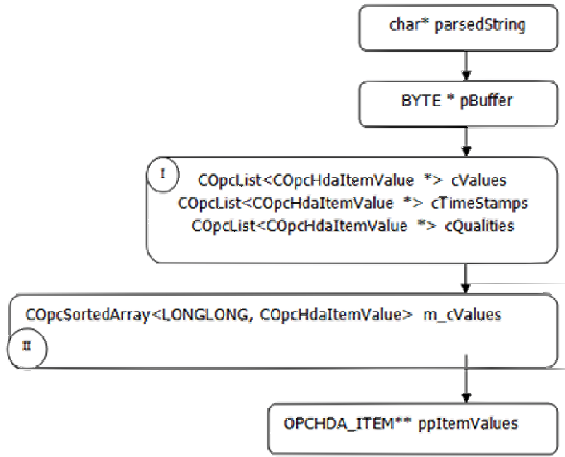 char* parsedString
BYTE * pBuffer
I
COpcList<COpcHdaItemValue *> cValues
COpcList<COpcHdaItemValue *> cTimeStamps
COpcList<COpcHdaItemValue *> cQualities
COpcSortedArray<LONGLONG, COpcHdaItemValue> m_cValues
II
OPCHDA_ITEM** ppItemValues